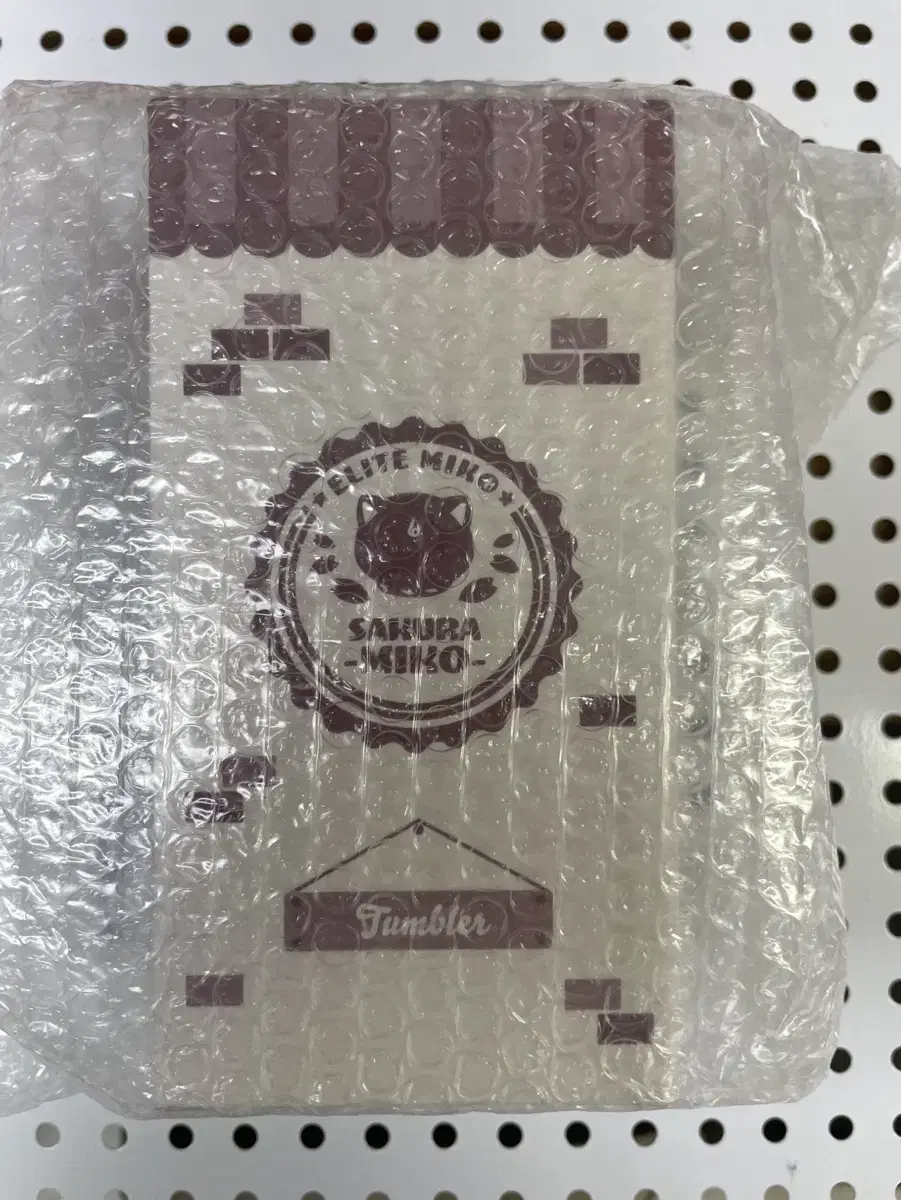 ★ELITE MIKO★
SAKURA
-MIKO-
Tumbler